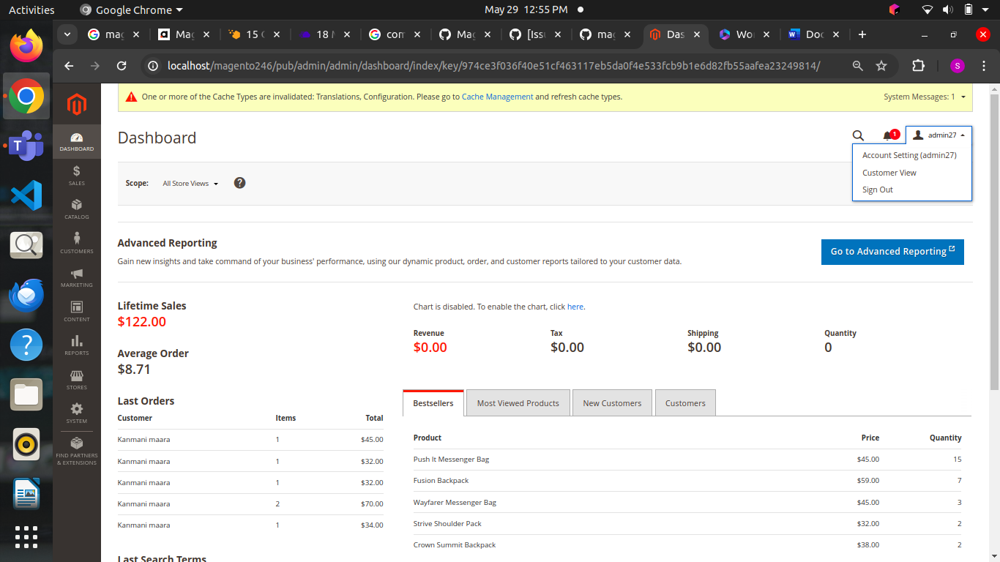 Activities
Google Chrome
May 29 12:55 PM
mag
Mag
15
18
com
Mag
[Iss
mag
Das
Wo
Doc
localhost/magento246/pub/admin/admin/dashboard/index/key/974ce3f036f40e51cf463117eb5da0f4e533fcb9b1e6d82fb55aafea23249814/
S
One or more of the Cache Types are invalidated: Translations, Configuration. Please go to Cache Management and refresh cache types.
System Messages: 1
Dashboard
1
admin27
Account Setting (admin27)
Customer View
Sign Out
Scope:
All Store Views
?
DASHBOARD
SALES
CATALOG
CUSTOMERS
MARKETING
CONTENT
REPORTS
STORES
SYSTEM
FIND PARTNERS
& EXTENSIONS
Advanced Reporting
Gain new insights and take command of your business' performance, using our dynamic product, order, and customer reports tailored to your customer data.
Go to Advanced Reporting
Lifetime Sales
$122.00
Average Order
$8.71
Chart is disabled. To enable the chart, click here.
Revenue Tax Shipping Quantity
$0.00 $0.00 $0.00 0
Last Orders
Customer Items Total
Kanmani maara 1 $45.00
Kanmani maara 1 $32.00
Kanmani maara 1 $32.00
Kanmani maara 2 $70.00
Kanmani maara 1 $34.00
Last Search Terms
Bestsellers Most Viewed Products New Customers Customers
Product Price Quantity
Push It Messenger Bag $45.00 15
Fusion Backpack $59.00 7
Wayfarer Messenger Bag $45.00 3
Strive Shoulder Pack $32.00 2
Crown Summit Backpack $38.00 2